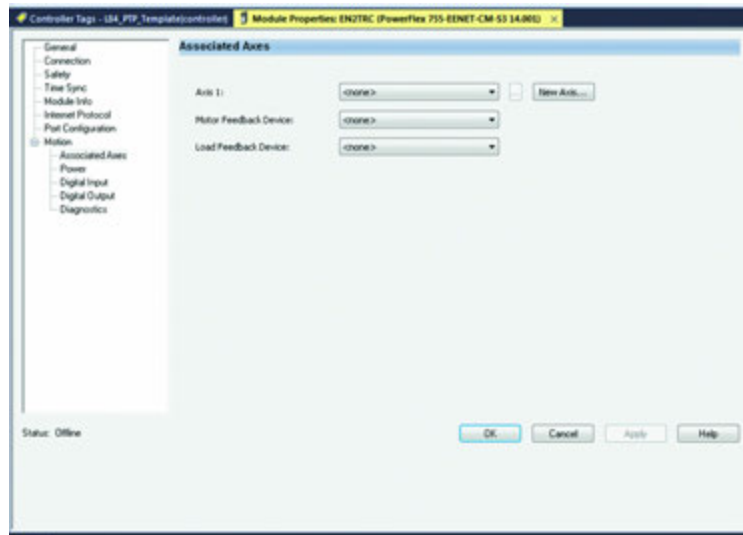 Controller Tags - L84_PTP_Template(controller)
Module Properties: EN2TRC (PowerFlex 755-EENET-CM-S3 14.001)
General
Connection
Safety
Time Sync
Module Info
Internet Protocol
Port Configuration
Motion
Associated Axes
Power
Digital Input
Digital Output
Diagnostics
Associated Axes
Axis 1: <none> ... New Axis...
Motor Feedback Device: <none>
Load Feedback Device: <none>
Status: Offline
OK Cancel Apply Help